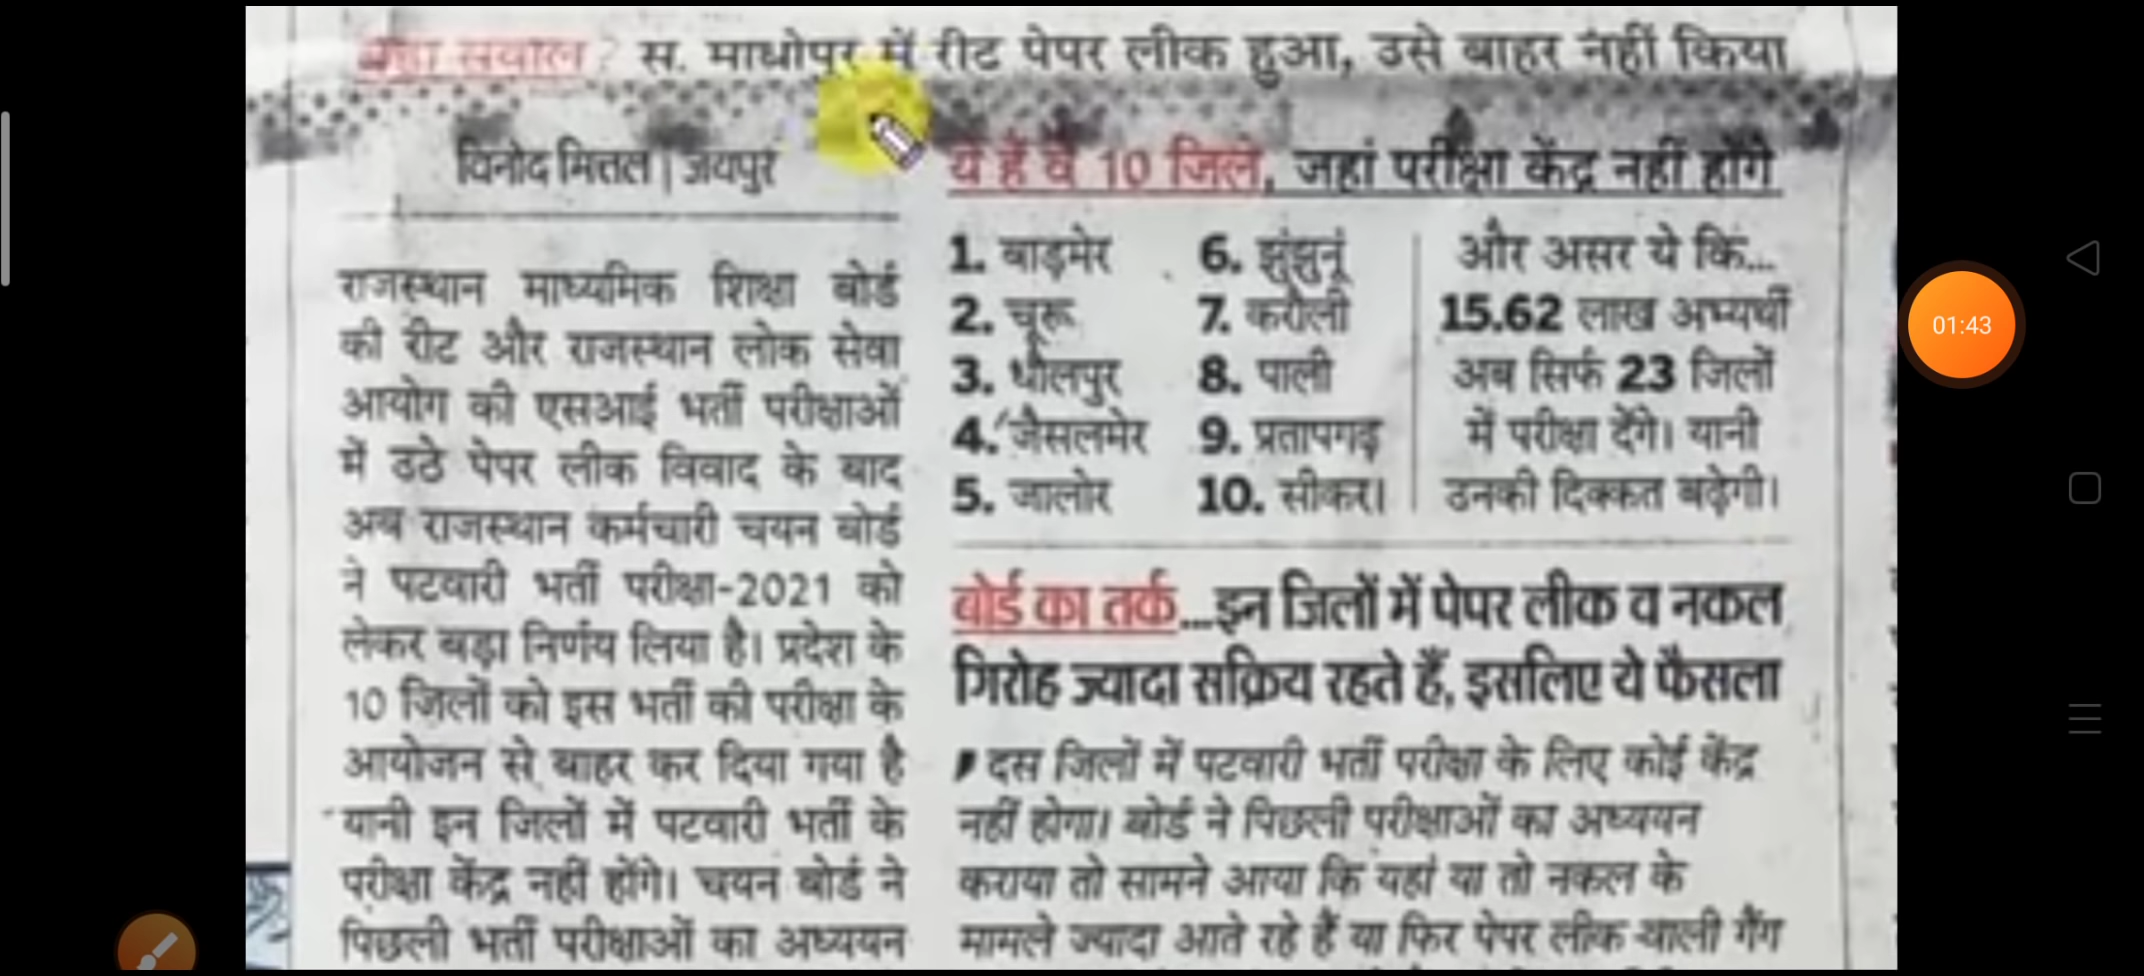 बड़ा सवाल? स. माधोपुर में रीट पेपर लीक हुआ, उसे बाहर नहीं किया
विनोद मित्तल | जयपुर
राजस्थान माध्यमिक शिक्षा बोर्ड
की रीट और राजस्थान लोक सेवा
आयोग की एसआई भर्ती परीक्षाओं
में उठे पेपर लीक विवाद के बाद
अब राजस्थान कर्मचारी चयन बोर्ड
ने पटवारी भर्ती परीक्षा-2021 को
लेकर बड़ा निर्णय लिया है। प्रदेश के
10 जिलों को इस भर्ती की परीक्षा के
आयोजन से बाहर कर दिया गया है
यानी इन जिलों में पटवारी भर्ती के
परीक्षा केंद्र नहीं होंगे। चयन बोर्ड ने
पिछली भर्ती परीक्षाओं का अध्ययन
ये हैं वे 10 जिले, जहां परीक्षा केंद्र नहीं होंगे
1. बाड़मेर
2. चूरू
3. धौलपुर
4. जैसलमेर
5. जालोर
6. झुंझुनूं
7. करौली
8. पाली
9. प्रतापगढ़
10. सीकर।
और असर ये कि...
15.62 लाख अभ्यर्थी
अब सिर्फ 23 जिलों
में परीक्षा देंगे। यानी
उनकी दिक्कत बढ़ेगी।
बोर्ड का तर्क...इन जिलों में पेपर लीक व नकल
गिरोह ज्यादा सक्रिय रहते हैं, इसलिए ये फैसला
दस जिलों में पटवारी भर्ती परीक्षा के लिए कोई केंद्र
नहीं होगा। बोर्ड ने पिछली परीक्षाओं का अध्ययन
कराया तो सामने आया कि यहां या तो नकल के
मामले ज्यादा आते रहे हैं या फिर पेपर लीक वाली गैंग
01:43